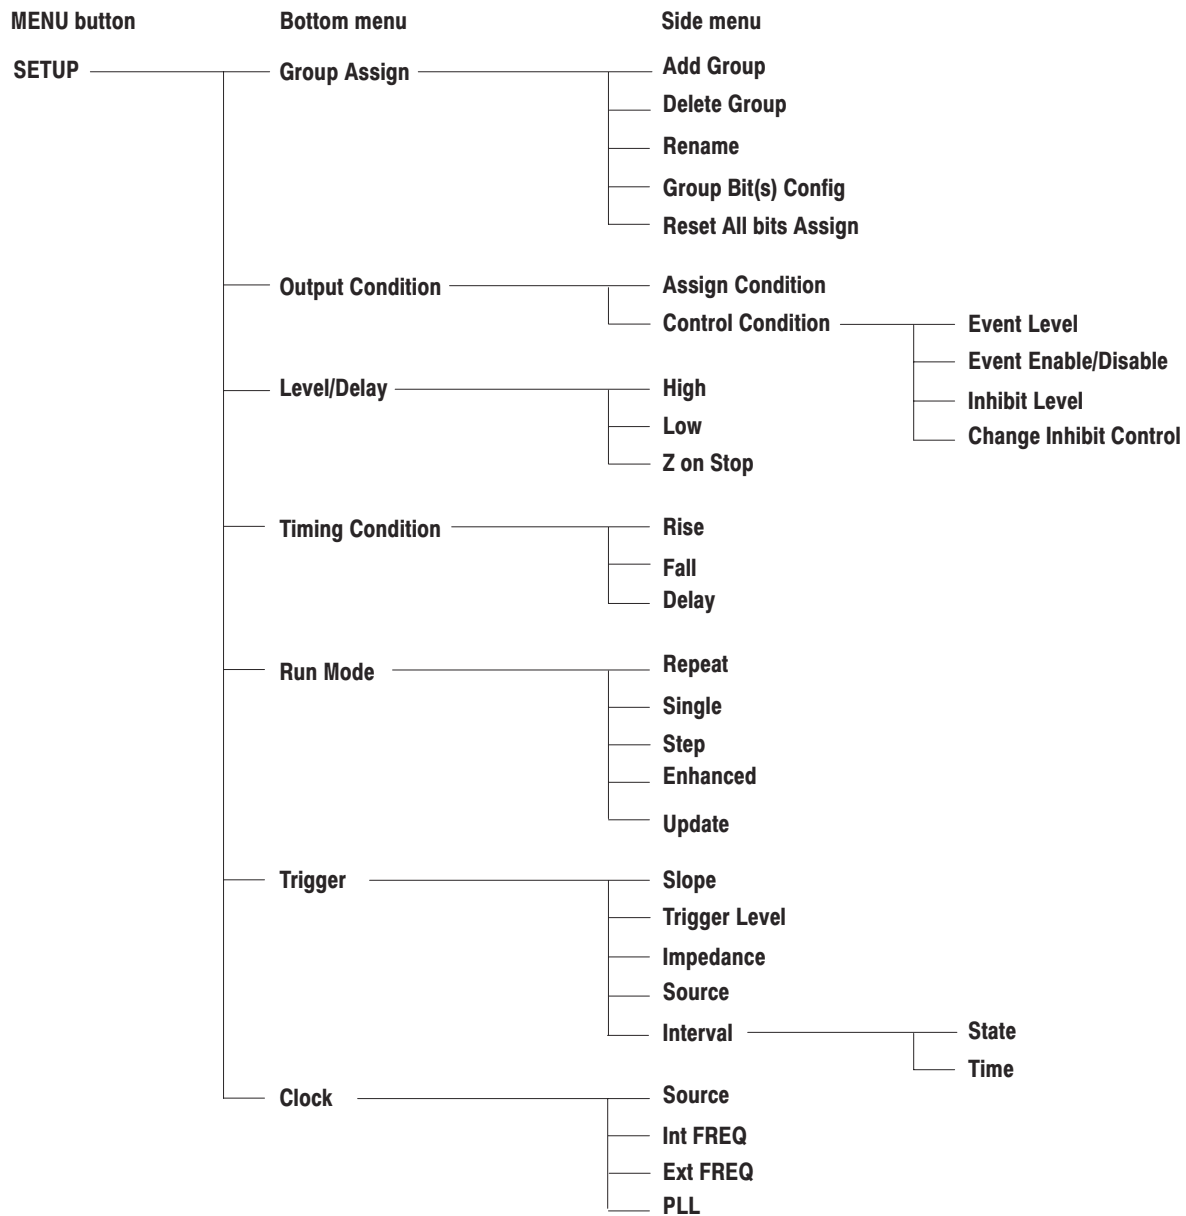 MENU button Bottom menu Side menu
SETUP Group Assign Add Group
Delete Group
Rename
Group Bit(s) Config
Reset All bits Assign
Output Condition Assign Condition
Control Condition Event Level
Event Enable/Disable
Inhibit Level
Change Inhibit Control
Level/Delay High
Low
Z on Stop
Timing Condition Rise
Fall
Delay
Run Mode Repeat
Single
Step
Enhanced
Update
Trigger Slope
Trigger Level
Impedance
Source
Interval State
Time
Clock Source
Int FREQ
Ext FREQ
PLL